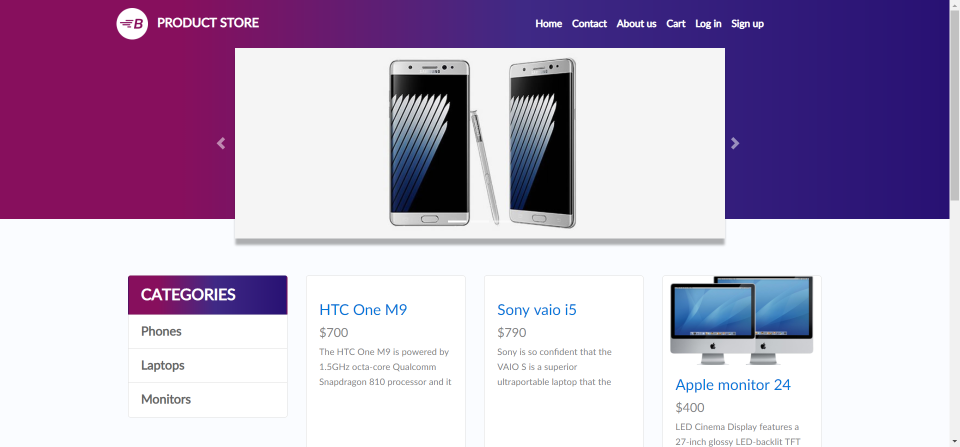 B PRODUCT STORE
Home Contact About us Cart Log in Sign up
SAMSUNG
SAMSUNG
CATEGORIES
Phones
Laptops
Monitors
HTC One M9
$700
The HTC One M9 is powered by
1.5GHz octa-core Qualcomm
Snapdragon 810 processor and it
Sony vaio i5
$790
Sony is so confident that the
VAIO S is a superior
ultraportable laptop that the
Apple monitor 24
$400
LED Cinema Display features a
27-inch glossy LED-backlit TFT